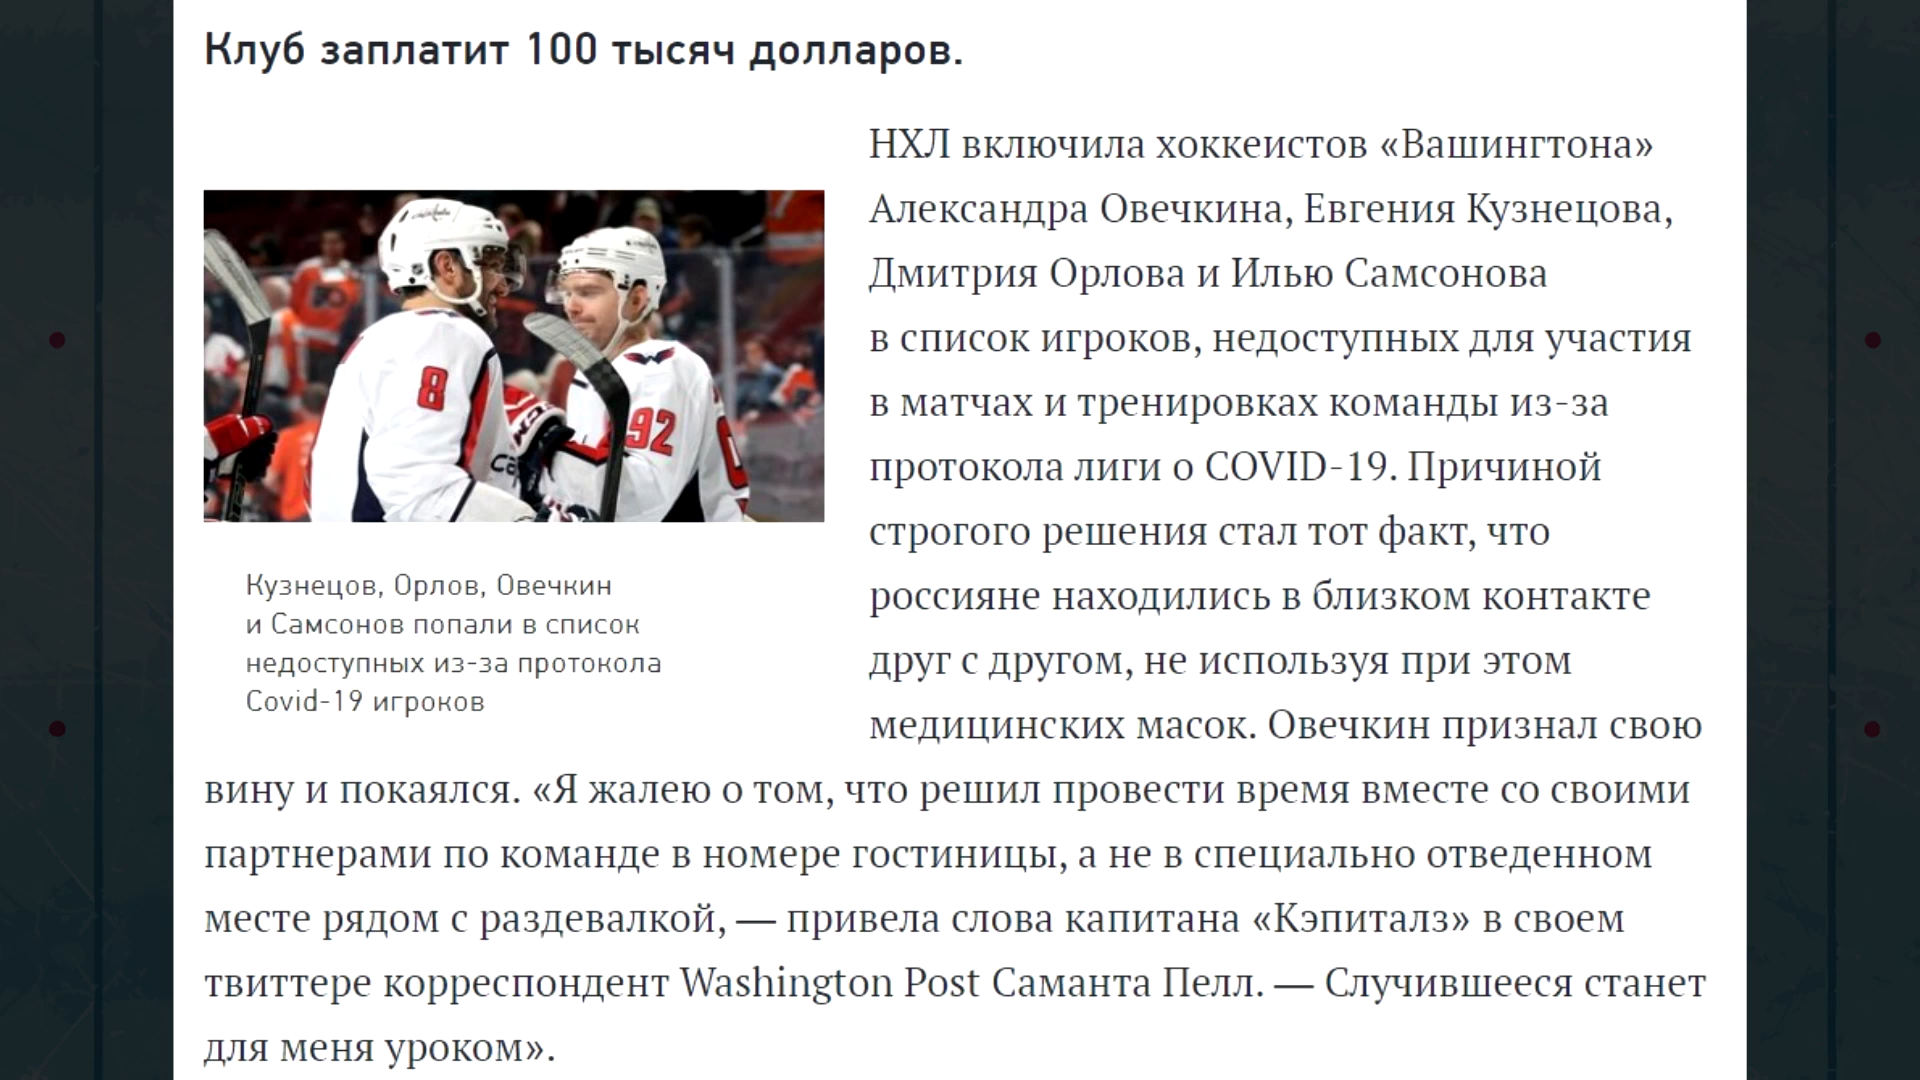 Клуб заплатит 100 тысяч долларов.
8
92
Кузнецов, Орлов, Овечкин
и Самсонов попали в список
недоступных из-за протокола
Covid-19 игроков
НХЛ включила хоккеистов «Вашингтона»
Александра Овечкина, Евгения Кузнецова,
Дмитрия Орлова и Илью Самсонова
в список игроков, недоступных для участия
в матчах и тренировках команды из-за
протокола лиги о COVID-19. Причиной
строгого решения стал тот факт, что
россияне находились в близком контакте
друг с другом, не используя при этом
медицинских масок. Овечкин признал свою
вину и покаялся. «Я жалею о том, что решил провести время вместе со своими
партнерами по команде в номере гостиницы, а не в специально отведенном
месте рядом с раздевалкой, — привела слова капитана «Кэпиталз» в своем
твиттере корреспондент Washington Post Саманта Пелл. — Случившееся станет
для меня уроком».